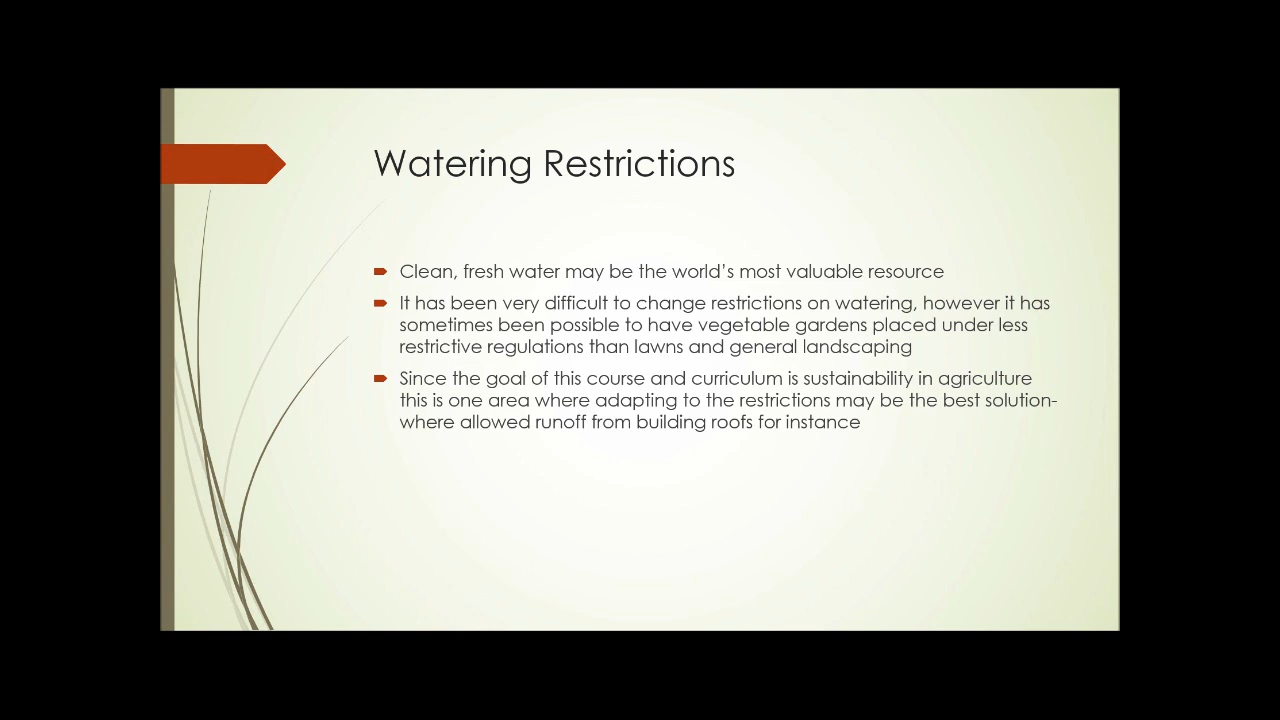 Watering Restrictions
Clean, fresh water may be the world’s most valuable resource
It has been very difficult to change restrictions on watering, however it has
sometimes been possible to have vegetable gardens placed under less
restrictive regulations than lawns and general landscaping
Since the goal of this course and curriculum is sustainability in agriculture
this is one area where adapting to the restrictions may be the best solution-
where allowed runoff from building roofs for instance